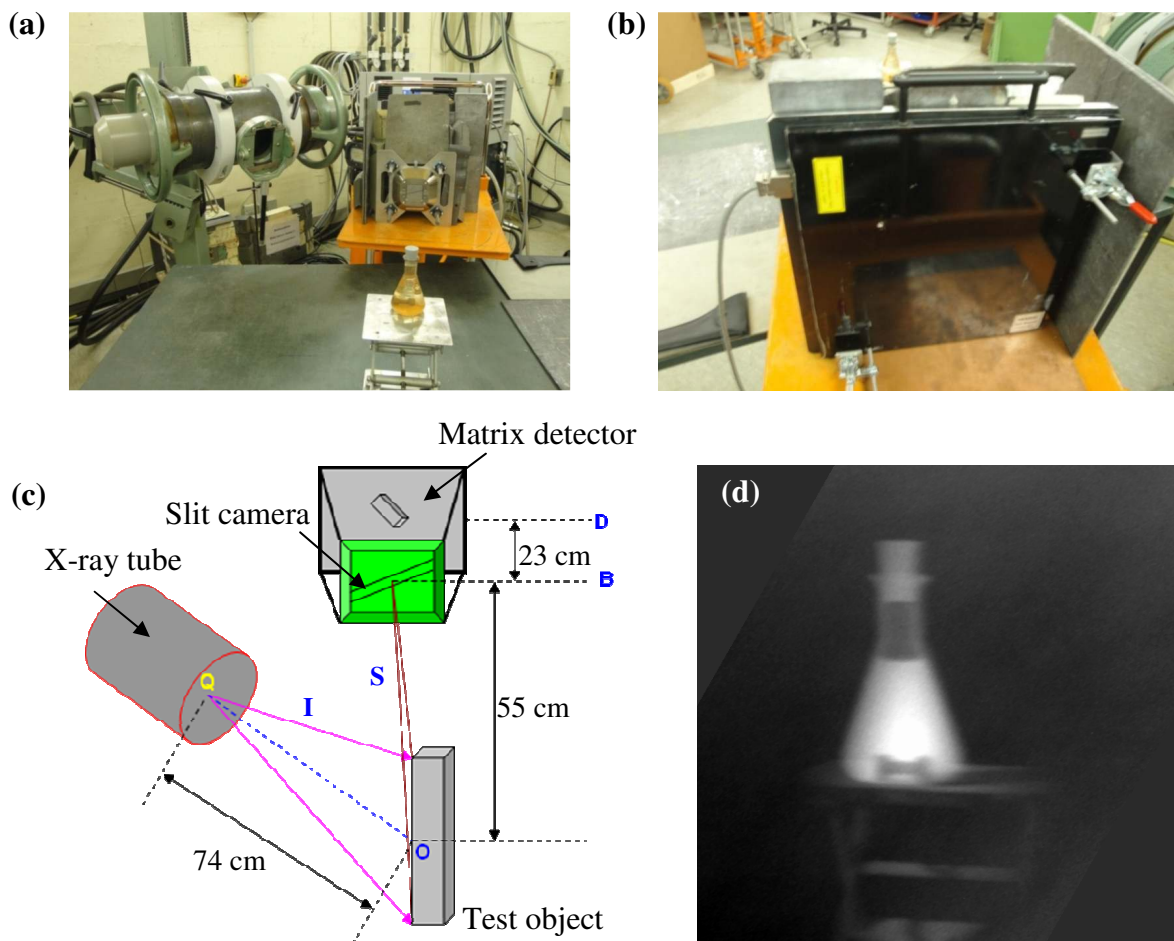 (a)
(b)
(c)
Matrix detector
Slit camera
X-ray tube
D
23 cm
B
Q
I
S
55 cm
O
74 cm
Test object
(d)